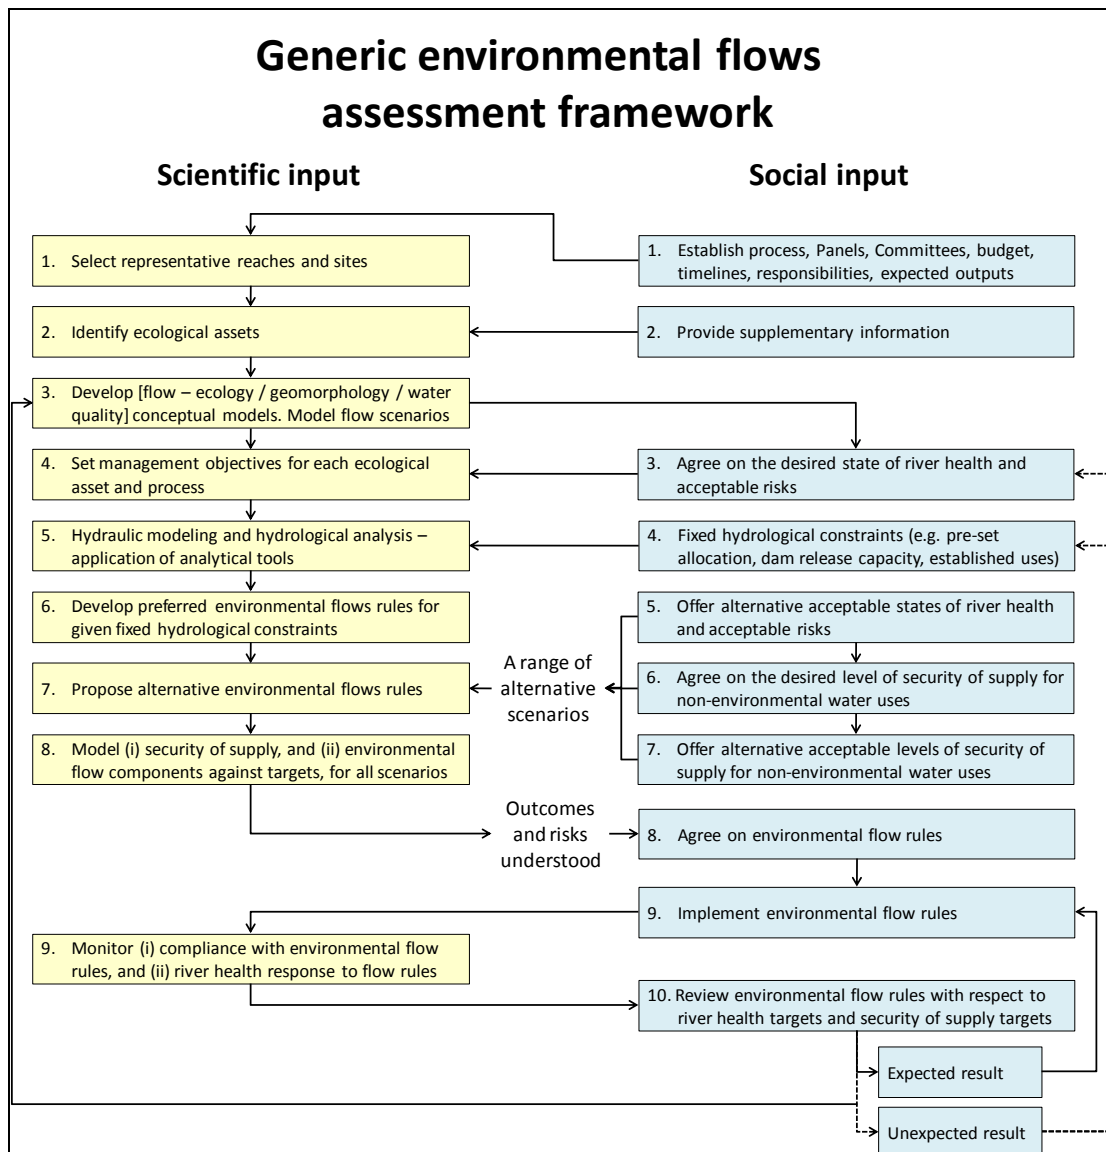 Generic environmental flows
assessment framework
Scientific input
Social input
1. Select representative reaches and sites
1. Establish process, Panels, Committees, budget,
timelines, responsibilities, expected outputs
2. Identify ecological assets
2. Provide supplementary information
3. Develop [flow – ecology / geomorphology / water
quality] conceptual models. Model flow scenarios
4. Set management objectives for each ecological
asset and process
3. Agree on the desired state of river health and
acceptable risks
5. Hydraulic modeling and hydrological analysis –
application of analytical tools
4. Fixed hydrological constraints (e.g. pre-set
allocation, dam release capacity, established uses)
6. Develop preferred environmental flows rules for
given fixed hydrological constraints
5. Offer alternative acceptable states of river health
and acceptable risks
7. Propose alternative environmental flows rules
A range of
alternative
scenarios
6. Agree on the desired level of security of supply for
non-environmental water uses
8. Model (i) security of supply, and (ii) environmental
flow components against targets, for all scenarios
7. Offer alternative acceptable levels of security of
supply for non-environmental water uses
Outcomes
and risks
understood
8. Agree on environmental flow rules
9. Implement environmental flow rules
9. Monitor (i) compliance with environmental flow
rules, and (ii) river health response to flow rules
10. Review environmental flow rules with respect to
river health targets and security of supply targets
Expected result
Unexpected result